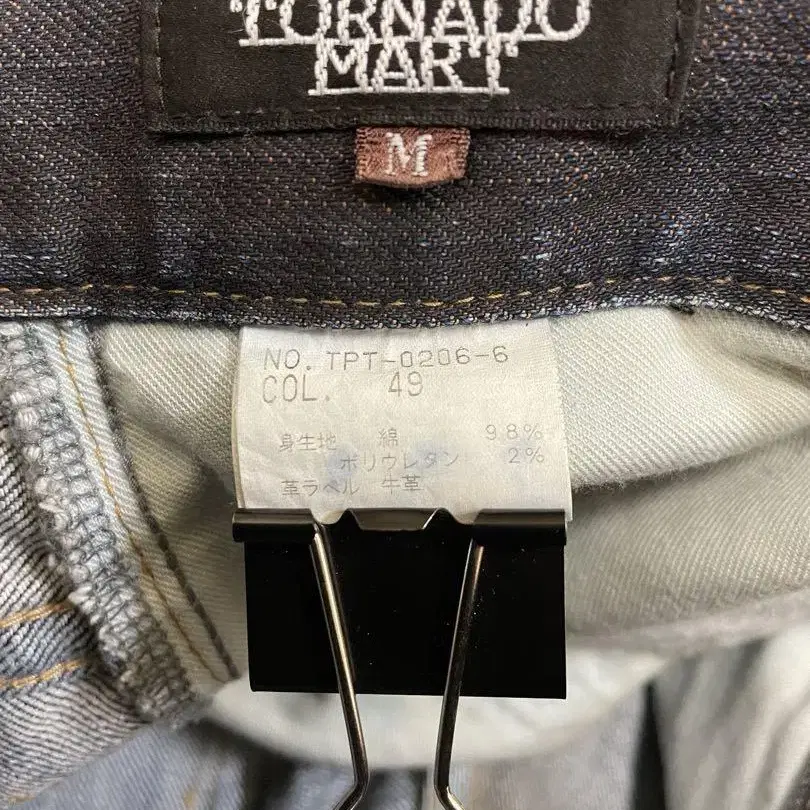 TORNADO
MART
M
NO. TPT-0206-6
COL. 49
身生地 綿 98%
ポリウレタン 2%
革ラベル 牛革